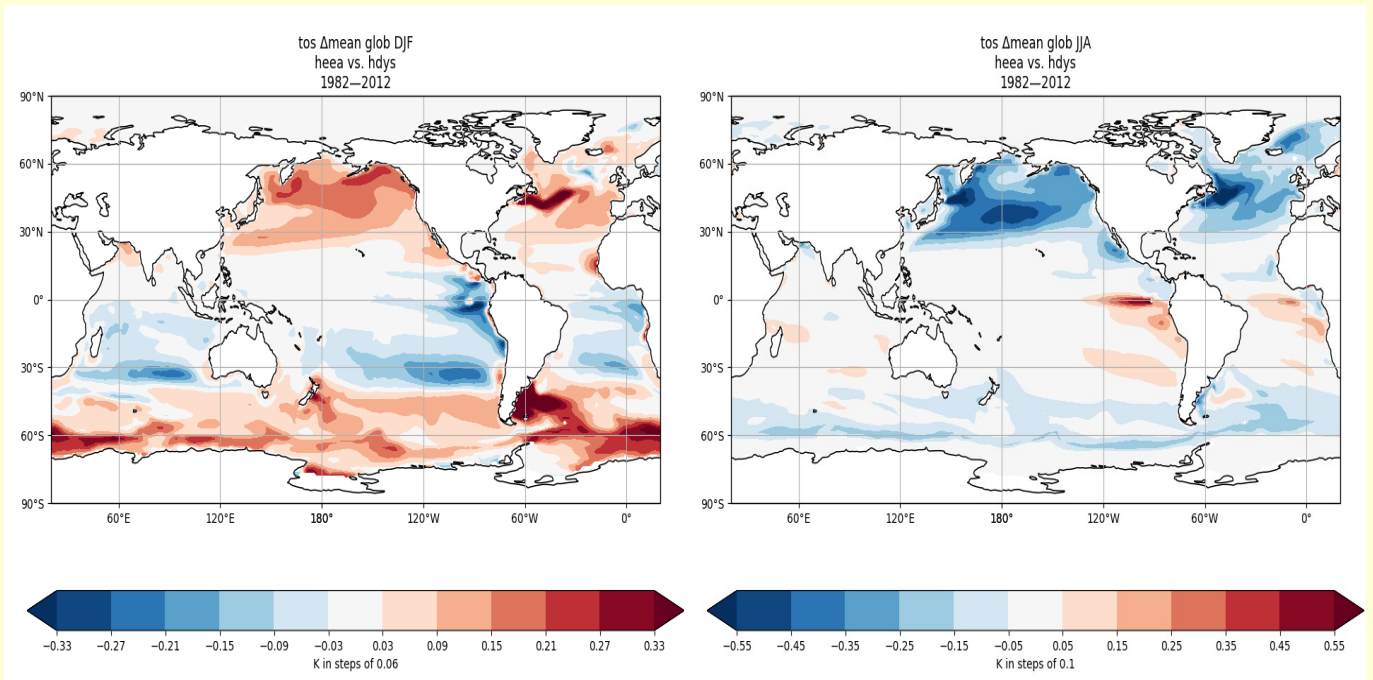 tos Δmean glob DJF
heea vs. hdys
1982—2012
90°N
60°N
30°N
0°
30°S
60°S
90°S
60°E 120°E 180° 120°W 60°W 0°
−0.33 −0.27 −0.21 −0.15 −0.09 −0.03 0.03 0.09 0.15 0.21 0.27 0.33
K in steps of 0.06
tos Δmean glob JJA
heea vs. hdys
1982—2012
90°N
60°N
30°N
0°
30°S
60°S
90°S
60°E 120°E 180° 120°W 60°W 0°
−0.55 −0.45 −0.35 −0.25 −0.15 −0.05 0.05 0.15 0.25 0.35 0.45 0.55
K in steps of 0.1